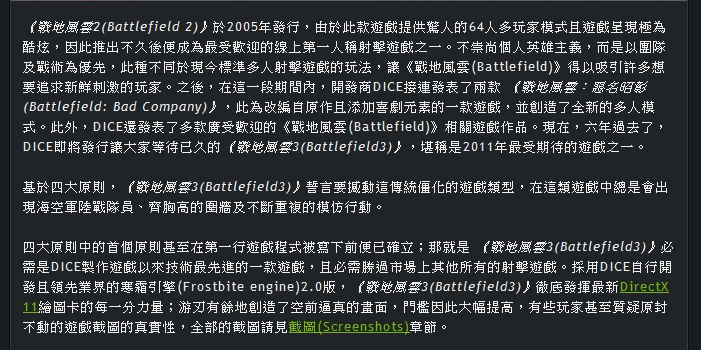 《戰地風雲2(Battlefield 2)》於2005年發行，由於此款遊戲提供驚人的64人多玩家模式且遊戲呈現極為
酷炫，因此推出不久後便成為最受歡迎的線上第一人稱射擊遊戲之一。不崇尚個人英雄主義，而是以團隊
及戰術為優先，此種不同於現今標準多人射擊遊戲的玩法，讓《戰地風雲(Battlefield)》得以吸引許多想
要追求新鮮刺激的玩家。之後，在這一段期間內，開發商DICE接連發表了兩款 《戰地風雲：惡名昭彰
(Battlefield: Bad Company)》，此為改編自原作且添加喜劇元素的一款遊戲，並創造了全新的多人模
式。此外，DICE還發表了多款廣受歡迎的《戰地風雲(Battlefield)》相關遊戲作品。現在，六年過去了，
DICE即將發行讓大家等待已久的《戰地風雲3(Battlefield3)》，堪稱是2011年最受期待的遊戲之一。
基於四大原則，《戰地風雲3(Battlefield3)》誓言要撼動這傳統僵化的遊戲類型，在這類遊戲中總是會出
現海空軍陸戰隊員、齊胸高的圍牆及不斷重複的模仿行動。
四大原則中的首個原則甚至在第一行遊戲程式被寫下前便已確立；那就是 《戰地風雲3(Battlefield3)》必
需是DICE製作遊戲以來技術最先進的一款遊戲，且必需勝過市場上其他所有的射擊遊戲。採用DICE自行開
發且領先業界的寒霜引擎(Frostbite engine)2.0版，《戰地風雲3(Battlefield3)》徹底發揮最新DirectX
11繪圖卡的每一分力量；游刃有餘地創造了空前逼真的畫面，門檻因此大幅提高，有些玩家甚至質疑原封
不動的遊戲截圖的真實性，全部的截圖請見截圖(Screenshots)章節。